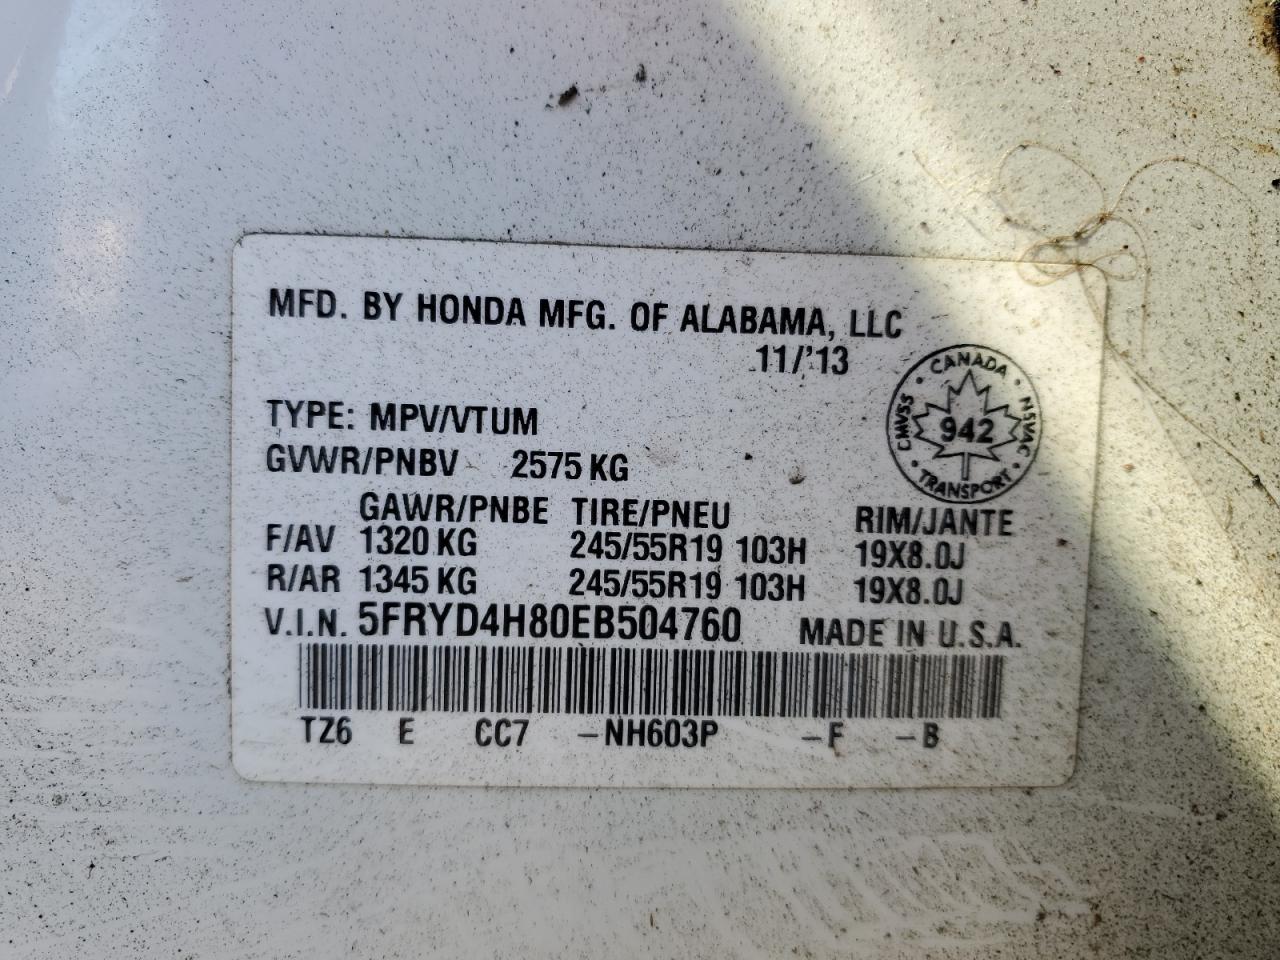 MFD. BY HONDA MFG. OF ALABAMA, LLC
11/'13
CANADA
CMVSS
942
NSVAC
TRANSPORT
TYPE: MPV/VTUM
GVWR/PNBV 2575 KG
GAWR/PNBE TIRE/PNEU RIM/JANTE
F/AV 1320 KG 245/55R19 103H 19X8.0J
R/AR 1345 KG 245/55R19 103H 19X8.0J
V.I.N. 5FRYD4H80EB504760 MADE IN U.S.A.
TZ6 E CC7 -NH603P -F -B